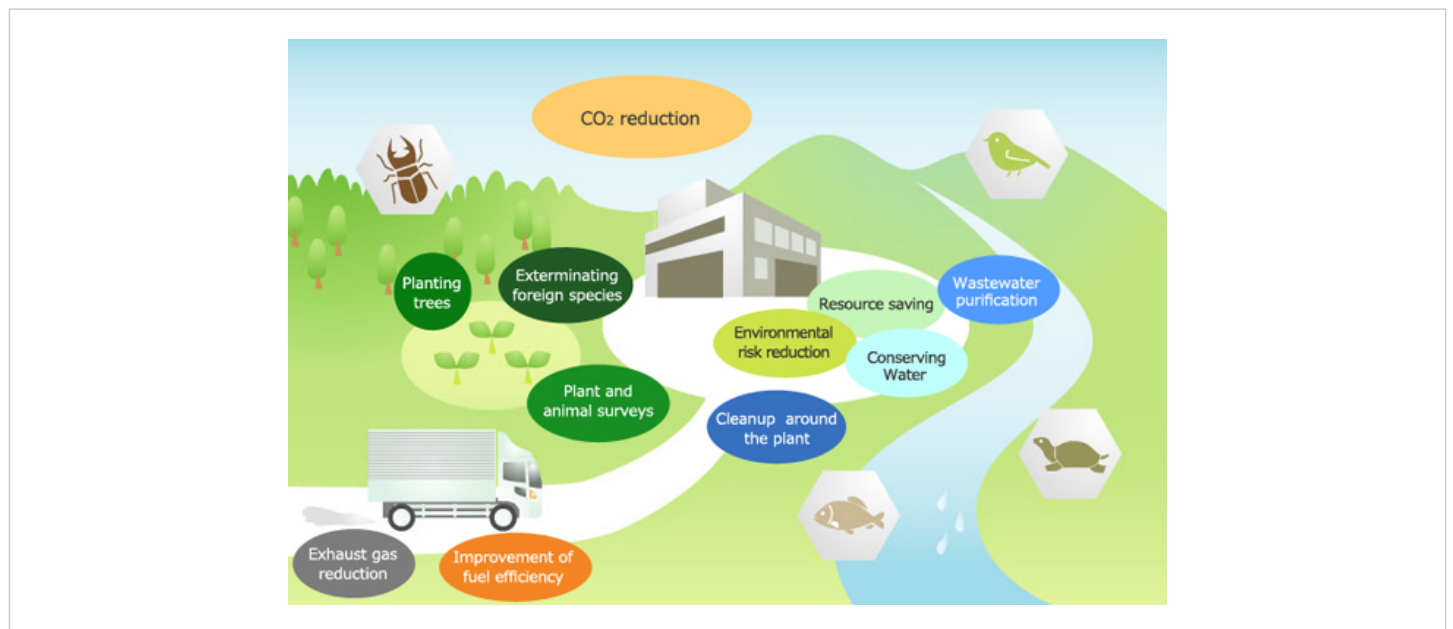 CO2 reduction
Planting
trees
Exterminating
foreign species
Resource saving
Wastewater
purification
Environmental
risk reduction
Conserving
Water
Plant and
animal surveys
Cleanup around
the plant
Exhaust gas
reduction
Improvement of
fuel efficiency